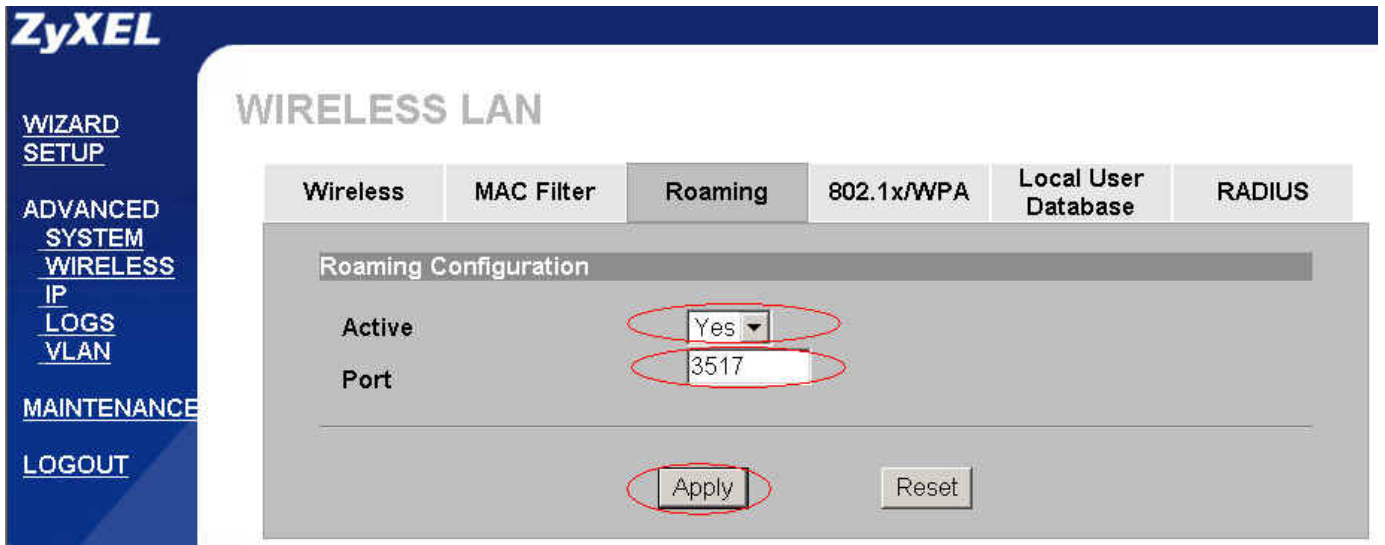 ZyXEL
WIZARD
SETUP
ADVANCED
SYSTEM
WIRELESS
IP
LOGS
VLAN
MAINTENANCE
LOGOUT
WIRELESS LAN
Wireless
MAC Filter
Roaming
802.1x/WPA
Local User
Database
RADIUS
Roaming Configuration
Active Yes
Port 3517
Apply Reset